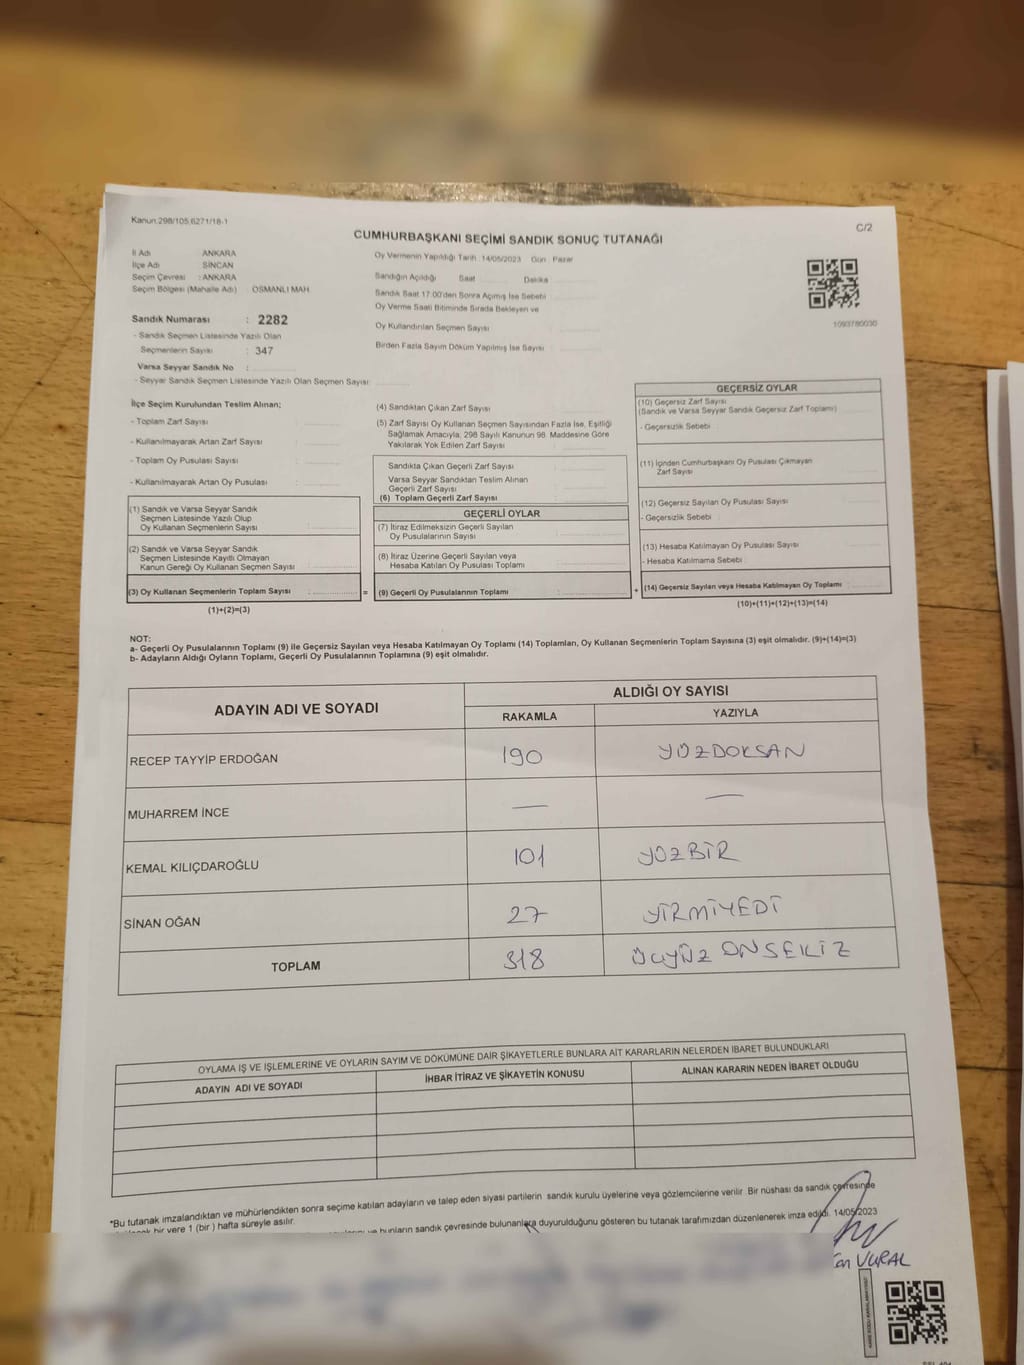 Kanun:298/105,6271/18-1
C/2
CUMHURBAŞKANI SEÇİMİ SANDIK SONUÇ TUTANAĞI
İl Adı ANKARA
İlçe Adı SİNCAN
Seçim Çevresi : ANKARA
Seçim Bölgesi (Mahalle Adı) : OSMANLI MAH
Sandık Numarası : 2282
- Sandık Seçmen Listesinde Yazılı Olan
Seçmenlerin Sayısı : 347
Varsa Seyyar Sandık No :
- Seyyar Sandık Seçmen Listesinde Yazılı Olan Seçmen Sayısı:
Oy Vermenin Yapıldığı Tarih :14/05/2023 Gün : Pazar
Sandığın Açıldığı Saat Dakika
Sandık Saat 17:00'den Sonra Açımış İse Sebebi
Oy Verme Saati Bitiminde Sırada Bekleyen ve
Oy Kullandırılan Seçmen Sayısı
Birden Fazla Sayım Döküm Yapılmış İse Sayısı
1093780030
İlçe Seçim Kurulundan Teslim Alınan;
- Toplam Zarf Sayısı
- Kullanılmayarak Artan Zarf Sayısı
- Toplam Oy Pusulası Sayısı
- Kullanılmayarak Artan Oy Pusulası
(1) Sandık ve Varsa Seyyar Sandık
Seçmen Listesinde Yazılı Olup
Oy Kullanan Seçmenlerin Sayısı
(2) Sandık ve Varsa Seyyar Sandık
Seçmen Listesinde Kayıtlı Olmayan
Kanun Gereği Oy Kullanan Seçmen Sayısı
(3) Oy Kullanan Seçmenlerin Toplam Sayısı :
(1)+(2)=(3)
=
(4) Sandıktan Çıkan Zarf Sayısı
(5) Zarf Sayısı Oy Kullanan Seçmen Sayısından Fazla İse, Eşitliği
Sağlamak Amacıyla; 298 Sayılı Kanunun 98. Maddesine Göre
Yakılarak Yok Edilen Zarf Sayısı
Sandıkta Çıkan Geçerli Zarf Sayısı
Varsa Seyyar Sandıktan Teslim Alınan
Geçerli Zarf Sayısı
(6) Toplam Geçerli Zarf Sayısı
GEÇERLİ OYLAR
(7) İtiraz Edilmeksizin Geçerli Sayılan
Oy Pusulalarının Sayısı
(8) İtiraz Üzerine Geçerli Sayılan veya
Hesaba Katılan Oy Pusulası Toplamı
(9) Geçerli Oy Pusulalarının Toplamı
+
GEÇERSİZ OYLAR
(10) Geçersiz Zarf Sayısı
(Sandık ve Varsa Seyyar Sandık Geçersiz Zarf Toplamı)
- Geçersizlik Sebebi
(11) İçinden Cumhurbaşkanı Oy Pusulası Çıkmayan
Zarf Sayısı
(12) Geçersiz Sayılan Oy Pusulası Sayısı
- Geçersizlik Sebebi
(13) Hesaba Katılmayan Oy Pusulası Sayısı
- Hesaba Katılmama Sebebi
(14) Geçersiz Sayılan veya Hesaba Katılmayan Oy Toplamı
(10)+(11)+(12)+(13)=(14)
NOT:
a- Geçerli Oy Pusulalarının Toplamı (9) ile Geçersiz Sayılan veya Hesaba Katılmayan Oy Toplamı (14) Toplamları, Oy Kullanan Seçmenlerin Toplam Sayısına (3) eşit olmalıdır. (9)+(14)=(3)
b- Adayların Aldığı Oyların Toplamı, Geçerli Oy Pusulalarının Toplamına (9) eşit olmalıdır.
ADAYIN ADI VE SOYADI ALDIĞI OY SAYISI
RAKAMLA YAZIYLA
RECEP TAYYİP ERDOĞAN 190 YÜZDOKSAN
MUHARREM İNCE — —
KEMAL KILIÇDAROĞLU 101 YÜZBİR
SİNAN OĞAN 27 YİRMİYEDİ
TOPLAM 318 ÜÇYÜZ ONSEKİZ
OYLAMA İŞ VE İŞLEMLERİNE VE OYLARIN SAYIM VE DÖKÜMÜNE DAİR ŞİKAYETLERLE BUNLARA AİT KARARLARIN NELERDEN İBARET BULUNDUKLARI
ADAYIN ADI VE SOYADI İHBAR İTİRAZ VE ŞİKAYETİN KONUSU ALINAN KARARIN NEDEN İBARET OLDUĞU
*Bu tutanak imzalandıktan ve mühürlendikten sonra seçime katılan adayların ve talep eden siyasi partilerin sandık kurulu üyelerine veya gözlemcilerine verilir. Bir nüshası da sandık çevresinde
bir yere 1 (bir ) hafta süreyle asılır.
bunların sandık çevresinde bulunanlara duyurulduğunu gösteren bu tutanak tarafımızdan düzenlenerek imza edildi. 14/05/2023
VURAL